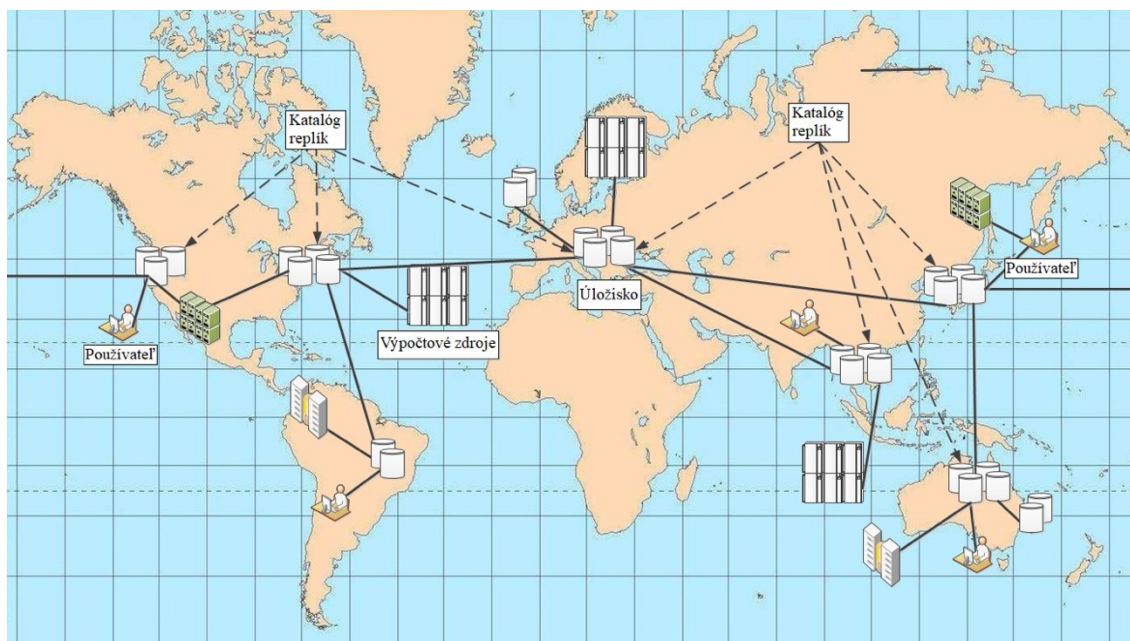 Katalóg
replík
Katalóg
replík
Používateľ
Úložisko
Výpočtové zdroje
Používateľ